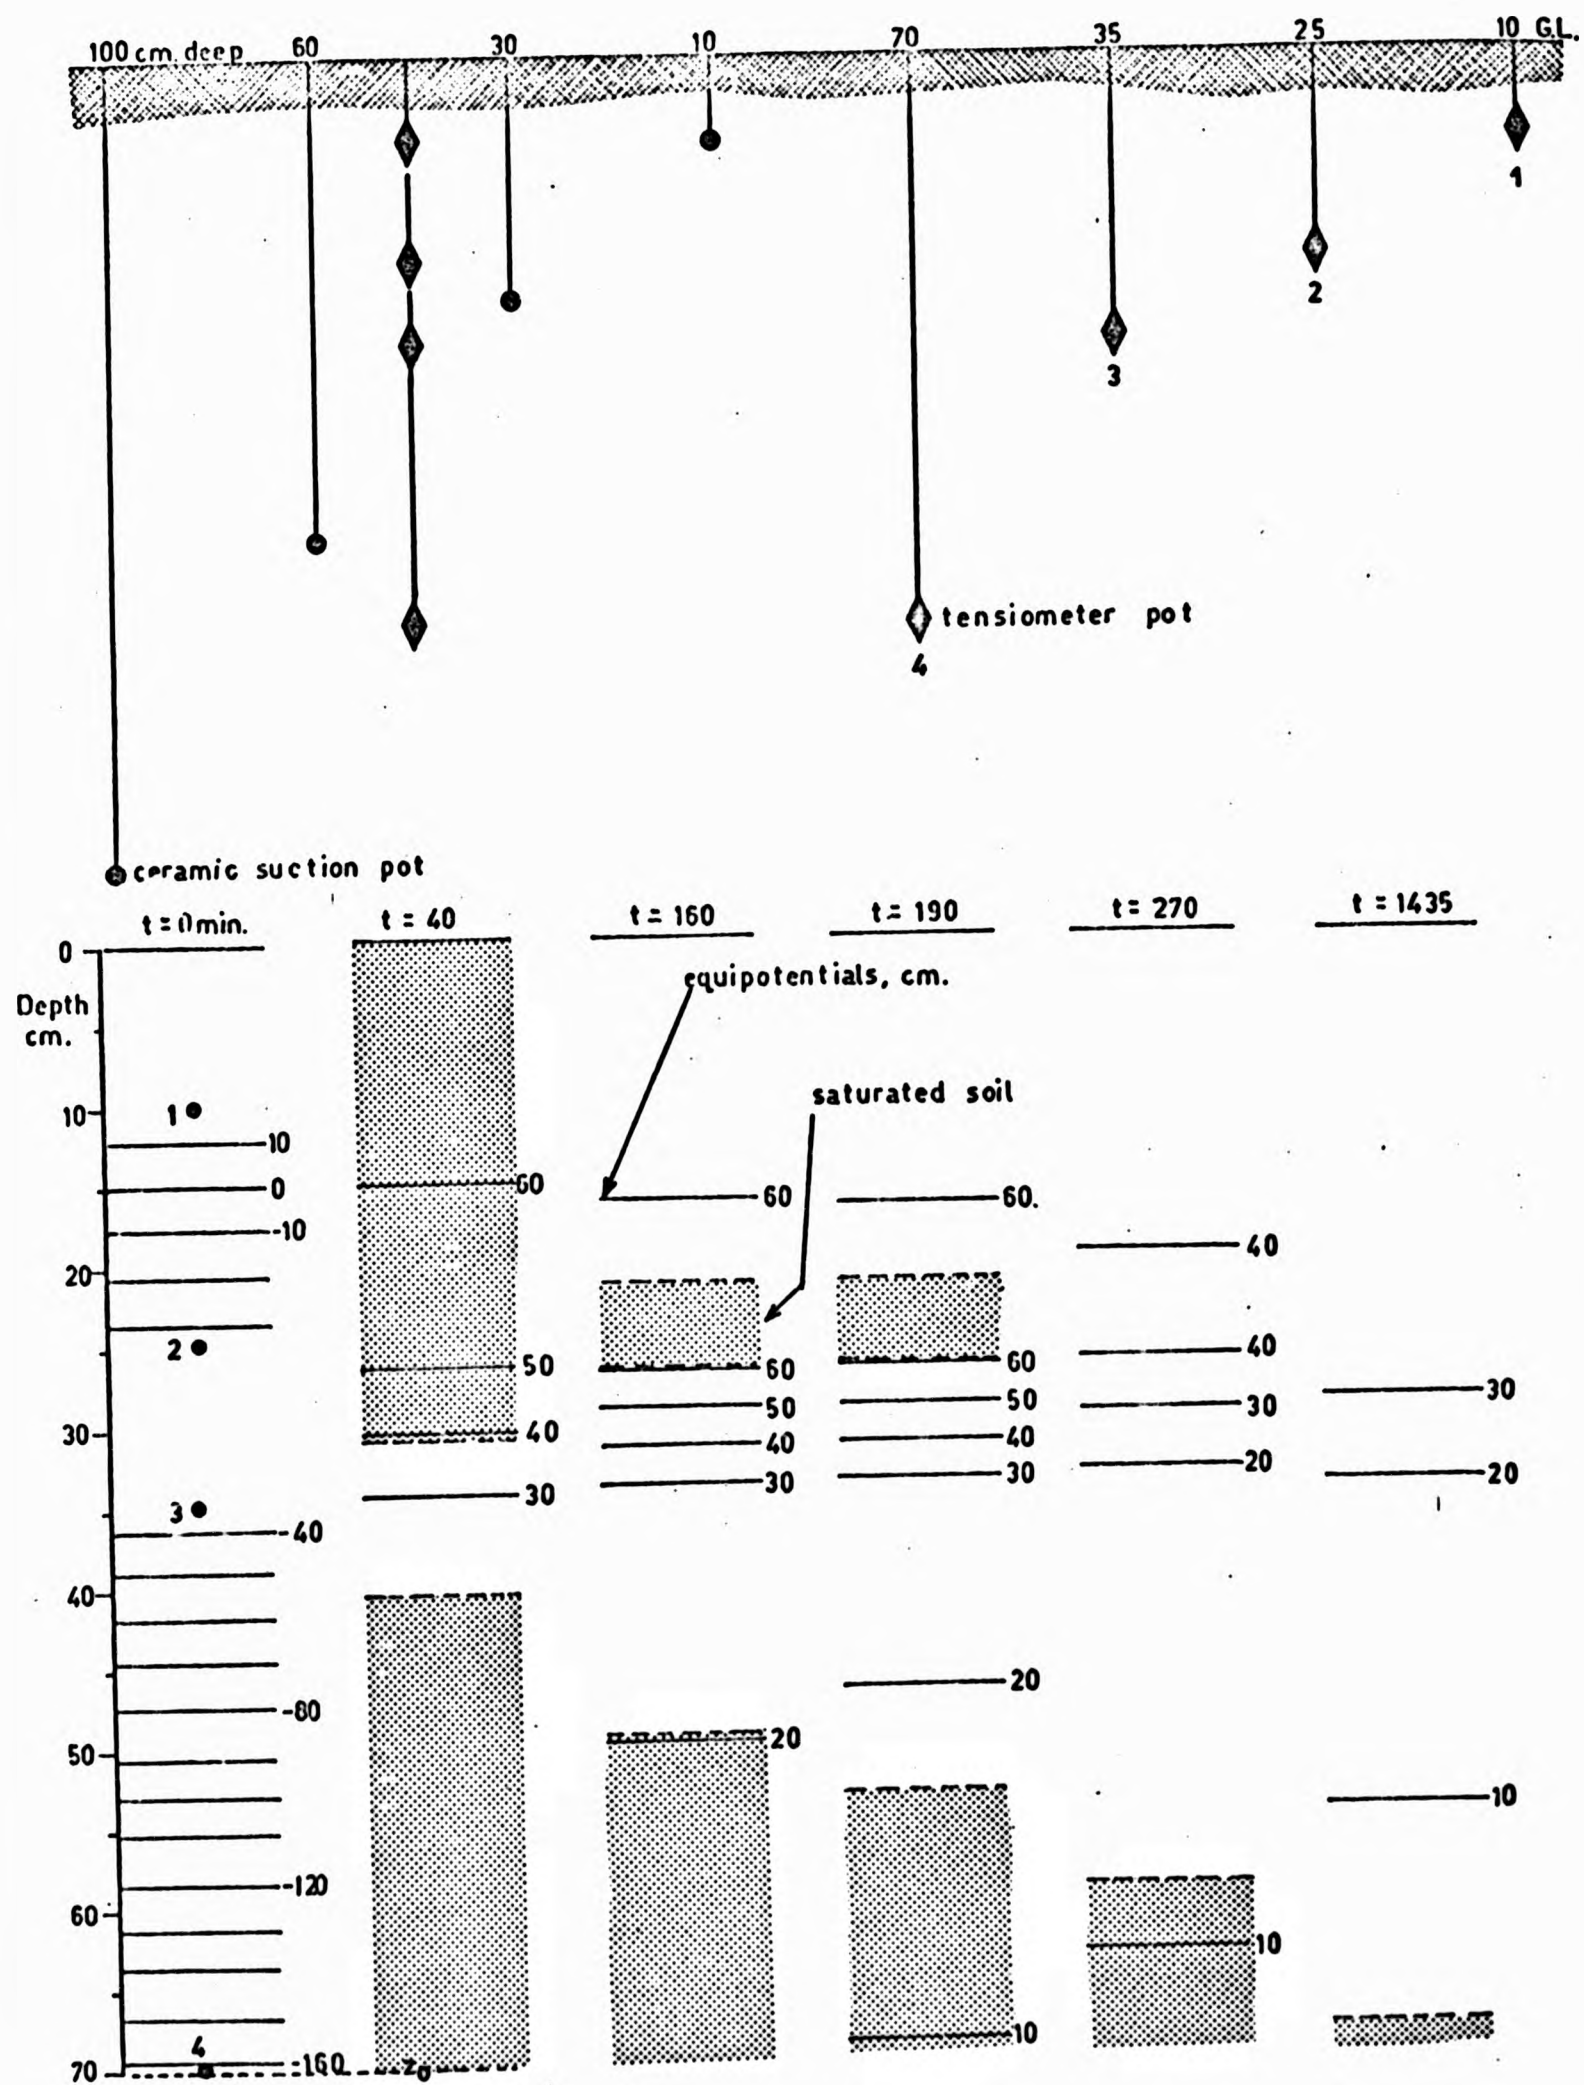 100 cm. deep 60 30 10 70 35 25 10 G.L.
1
2
3
tensiometer pot
4
ceramic suction pot
t = 0 min. t = 40 t = 160 t = 190 t = 270 t = 1435
0
equipotentials, cm.
Depth
cm.
saturated soil
10 1
10
0 60 60 60.
-10 40
20
2 50 60 60 40
50 50 30 30
30 40 40 40
30 30 30 20 20
3
-40
40
20
-80 20
50
10
-120
60
10
10
4
70 -160 z₀